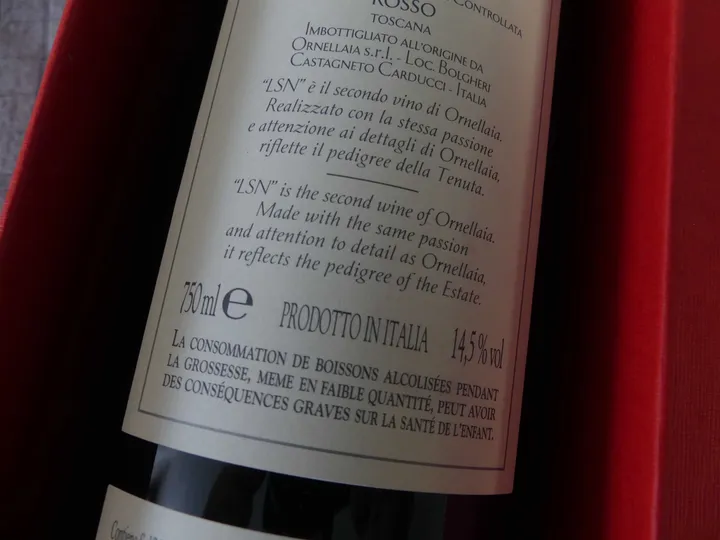 CONTROLLATA
ROSSO
TOSCANA
IMBOTTIGLIATO ALL'ORIGINE DA
ORNELLAIA s.r.l. - LOC. BOLGHERI
CASTAGNETO CARDUCCI - ITALIA
"LSN" è il secondo vino di Ornellaia.
Realizzato con la stessa passione
e attenzione ai dettagli di Ornellaia,
riflette il pedigree della Tenuta.
"LSN" is the second wine of Ornellaia.
Made with the same passion
and attention to detail as Ornellaia,
it reflects the pedigree of the Estate.
750 ml e PRODOTTO IN ITALIA 14,5 % vol
LA CONSOMMATION DE BOISSONS ALCOLISÉES PENDANT
LA GROSSESSE, MEME EN FAIBLE QUANTITÉ, PEUT AVOIR
DES CONSÉQUENCES GRAVES SUR LA SANTÉ DE L'ENFANT.